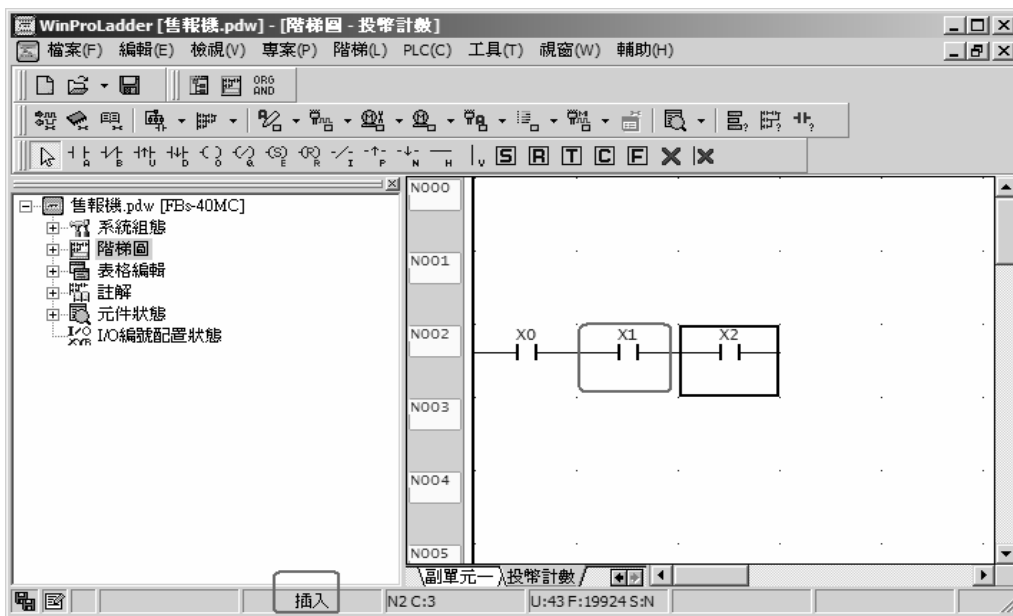 WinProLadder [售報機.pdw] - [階梯圖 - 投幣計數]
檔案(F) 編輯(E) 檢視(V) 專案(P) 階梯(L) PLC(C) 工具(T) 視窗(W) 輔助(H)
ORG
AND
A B U D O Q E R I P N H V S R T C F
售報機.pdw [FBs-40MC]
系統組態
階梯圖
表格編輯
註解
元件狀態
I/O編號配置狀態
N000
N001
N002 X0 X1 X2
N003
N004
N005
副單元一 投幣計數
插入 N2 C:3 U:43 F:19924 S:N